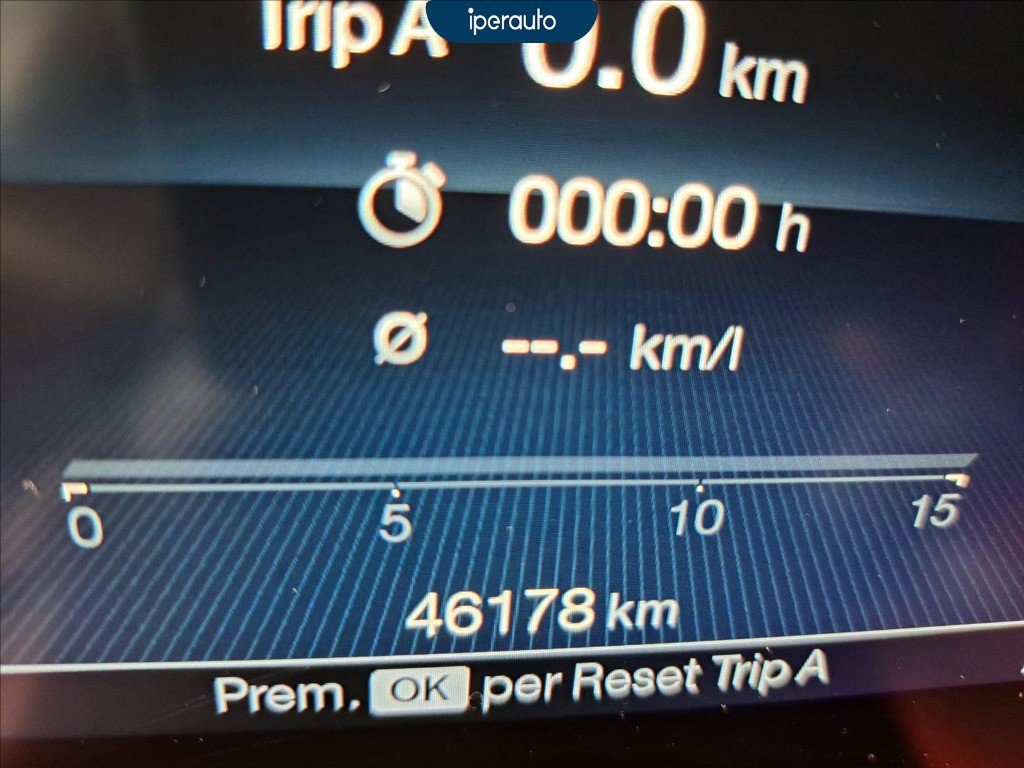 iperauto
Trip A 0.0 km
000:00 h
Ø --.- km/l
0 5 10 15
46178 km
Prem. OK per Reset Trip A